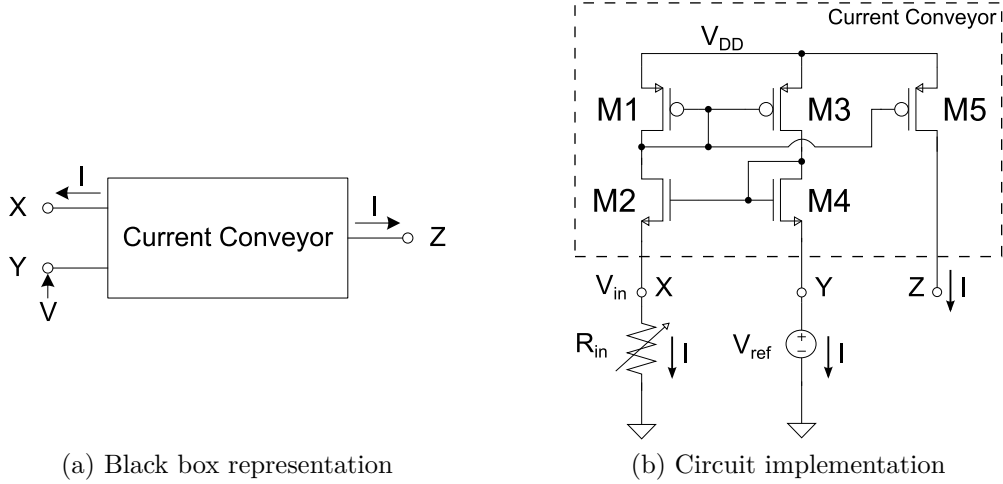 I
X
Y
V
Current Conveyor
I
Z
(a) Black box representation
Current Conveyor
V_DD
M1
M3
M5
M2
M4
V_in
X
Y
Z
I
R_in
I
V_ref
+
−
I
(b) Circuit implementation